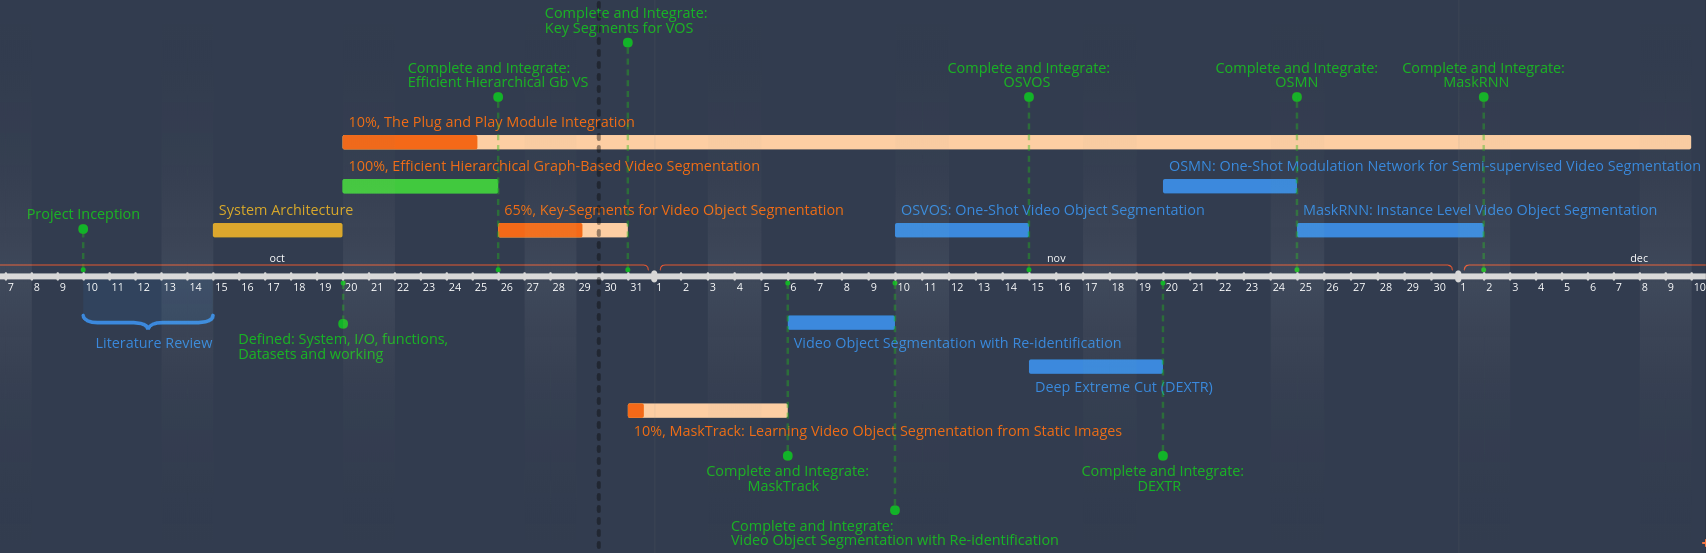 Complete and Integrate:
Key Segments for VOS
Complete and Integrate:
Efficient Hierarchical Gb VS
Complete and Integrate:
OSVOS
Complete and Integrate:
OSMN
Complete and Integrate:
MaskRNN
10%, The Plug and Play Module Integration
100%, Efficient Hierarchical Graph-Based Video Segmentation
OSMN: One-Shot Modulation Network for Semi-supervised Video Segmentation
Project Inception
System Architecture
65%, Key-Segments for Video Object Segmentation
OSVOS: One-Shot Video Object Segmentation
MaskRNN: Instance Level Video Object Segmentation
oct nov dec
7 8 9 10 11 12 13 14 15 16 17 18 19 20 21 22 23 24 25 26 27 28 29 30 31 1 2 3 4 5 6 7 8 9 10 11 12 13 14 15 16 17 18 19 20 21 22 23 24 25 26 27 28 29 30 1 2 3 4 5 6 7 8 9 10
Literature Review
Defined: System, I/O, functions,
Datasets and working
Video Object Segmentation with Re-identification
Deep Extreme Cut (DEXTR)
10%, MaskTrack: Learning Video Object Segmentation from Static Images
Complete and Integrate:
MaskTrack
Complete and Integrate:
DEXTR
Complete and Integrate:
Video Object Segmentation with Re-identification